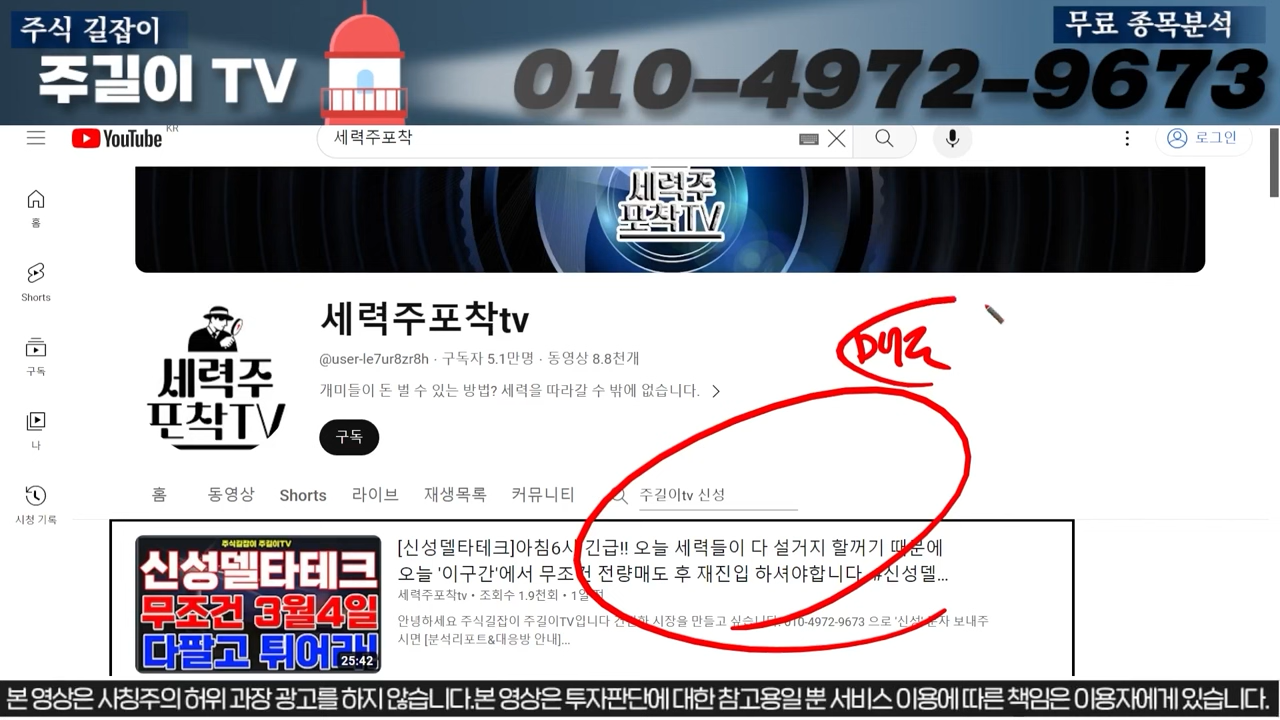 주식 길잡이
주길이 TV
무료 종목분석
010-4972-9673
YouTube KR
세력주포착
로그인
홈
Shorts
구독
나
시청 기록
세력주
포착TV
세력주포착tv
@user-le7ur8zr8h · 구독자 5.1만명 · 동영상 8.8천개
개미들이 돈 벌 수 있는 방법? 세력을 따라갈 수 밖에 없습니다.
구독
세력주
포착TV
홈 동영상 Shorts 라이브 재생목록 커뮤니티 주길이tv 신성
주식길잡이 주길이TV
신성델타테크
무조건 3월4일
다팔고 튀어라!
25:42
[신성델타테크]아침6시 긴급!! 오늘 세력들이 다 설거지 할꺼기 때문에
오늘 '이구간'에서 무조건 전량매도 후 재진입 하셔야합니다 #신성델...
세력주포착tv • 조회수 1.9천회 • 1일 전
안녕하세요 주식길잡이 주길이TV입니다 건전한 시장을 만들고 싶습니다. 010-4972-9673 으로 '신성' 문자 보내주
시면 [분석리포트&대응방 안내]...
본 영상은 사칭주의 허위 과장 광고를 하지 않습니다.본 영상은 투자판단에 대한 참고용일 뿐 서비스 이용에 따른 책임은 이용자에게 있습니다.